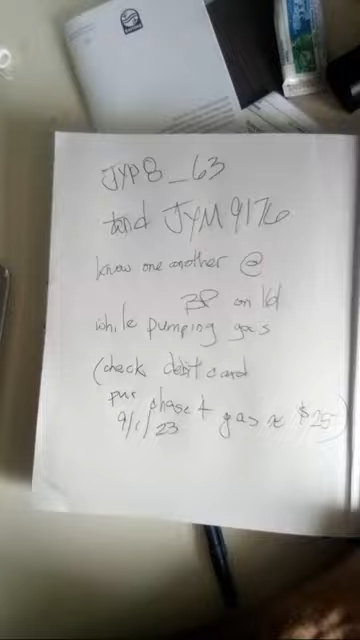 JYP8_63
and JYM9176
know one another @
BP on
while pumping gas
(check debit card
purchase
9/1/23 gas ≈ $25)